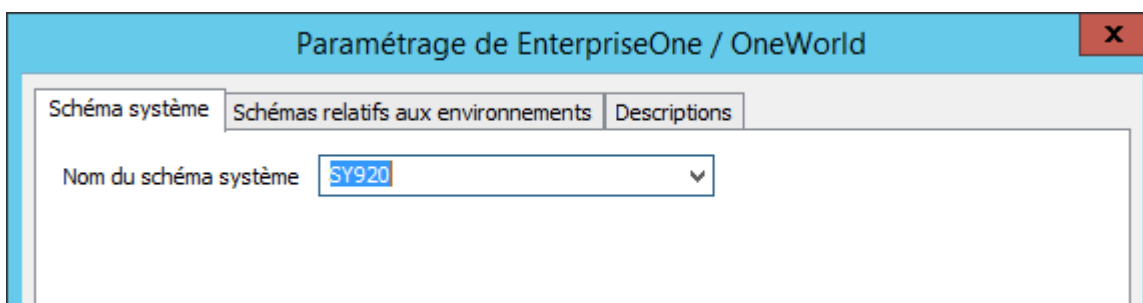 Paramétrage de EnterpriseOne / OneWorld
x
Schéma système Schémas relatifs aux environnements Descriptions
Nom du schéma système SY920